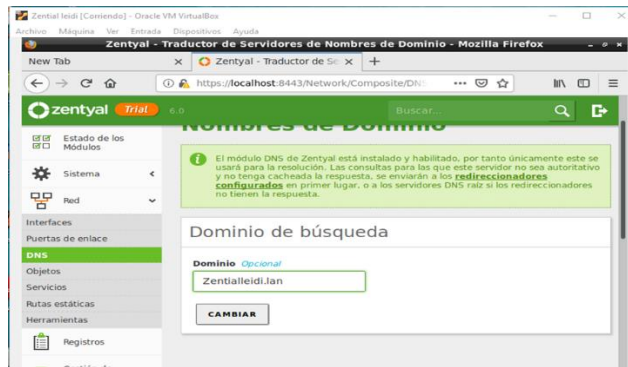 Zential leidi [Corriendo] - Oracle VM VirtualBox
Archivo Máquina Ver Entrada Dispositivos Ayuda
Zentyal - Traductor de Servidores de Nombres de Dominio - Mozilla Firefox
New Tab
Zentyal - Traductor de Se
https://localhost:8443/Network/Composite/DN
zentyal Trial 6.0
Buscar...
Nombres de Dominio
Estado de los
Módulos
Sistema
Red
Interfaces
Puertas de enlace
DNS
Objetos
Servicios
Rutas estáticas
Herramientas
Registros
El módulo DNS de Zentyal está instalado y habilitado, por tanto únicamente este se
usará para la resolución. Las consultas para las que este servidor no sea autoritativo
y no tenga cacheada la respuesta, se enviarán a los redireccionadores
configurados en primer lugar, o a los servidores DNS raíz si los redireccionadores
no tienen la respuesta.
Dominio de búsqueda
Dominio Opcional
Zentialleidi.lan
CAMBIAR